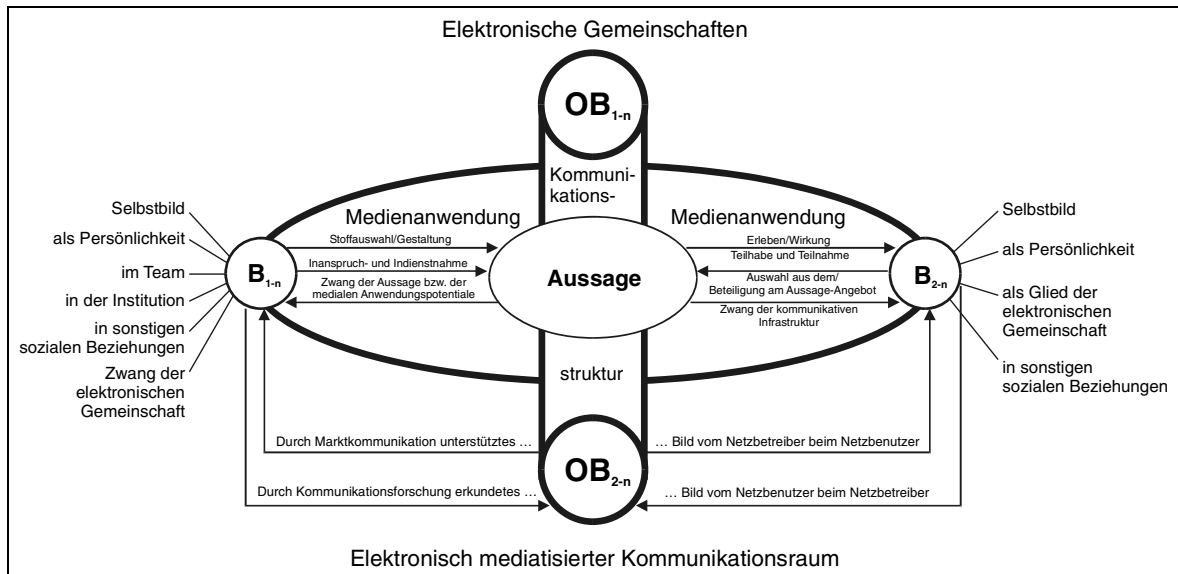 Elektronische Gemeinschaften
OB1-n
Kommuni-
kations-
Medienanwendung
Medienanwendung
Selbstbild
als Persönlichkeit
im Team
in der Institution
in sonstigen
sozialen Beziehungen
Zwang der
elektronischen
Gemeinschaft
B1-n
Stoffauswahl/Gestaltung
Inanspruch- und Indienstnahme
Zwang der Aussage bzw. der
medialen Anwendungspotentiale
Aussage
Erleben/Wirkung
Teilhabe und Teilnahme
Auswahl aus dem/
Beteiligung am Aussage-Angebot
Zwang der kommunikativen
Infrastruktur
B2-n
Selbstbild
als Persönlichkeit
als Glied der
elektronischen
Gemeinschaft
in sonstigen
sozialen Beziehungen
struktur
Durch Marktkommunikation unterstütztes ...
... Bild vom Netzbetreiber beim Netzbenutzer
OB2-n
Durch Kommunikationsforschung erkundetes ...
... Bild vom Netzbenutzer beim Netzbetreiber
Elektronisch mediatisierter Kommunikationsraum